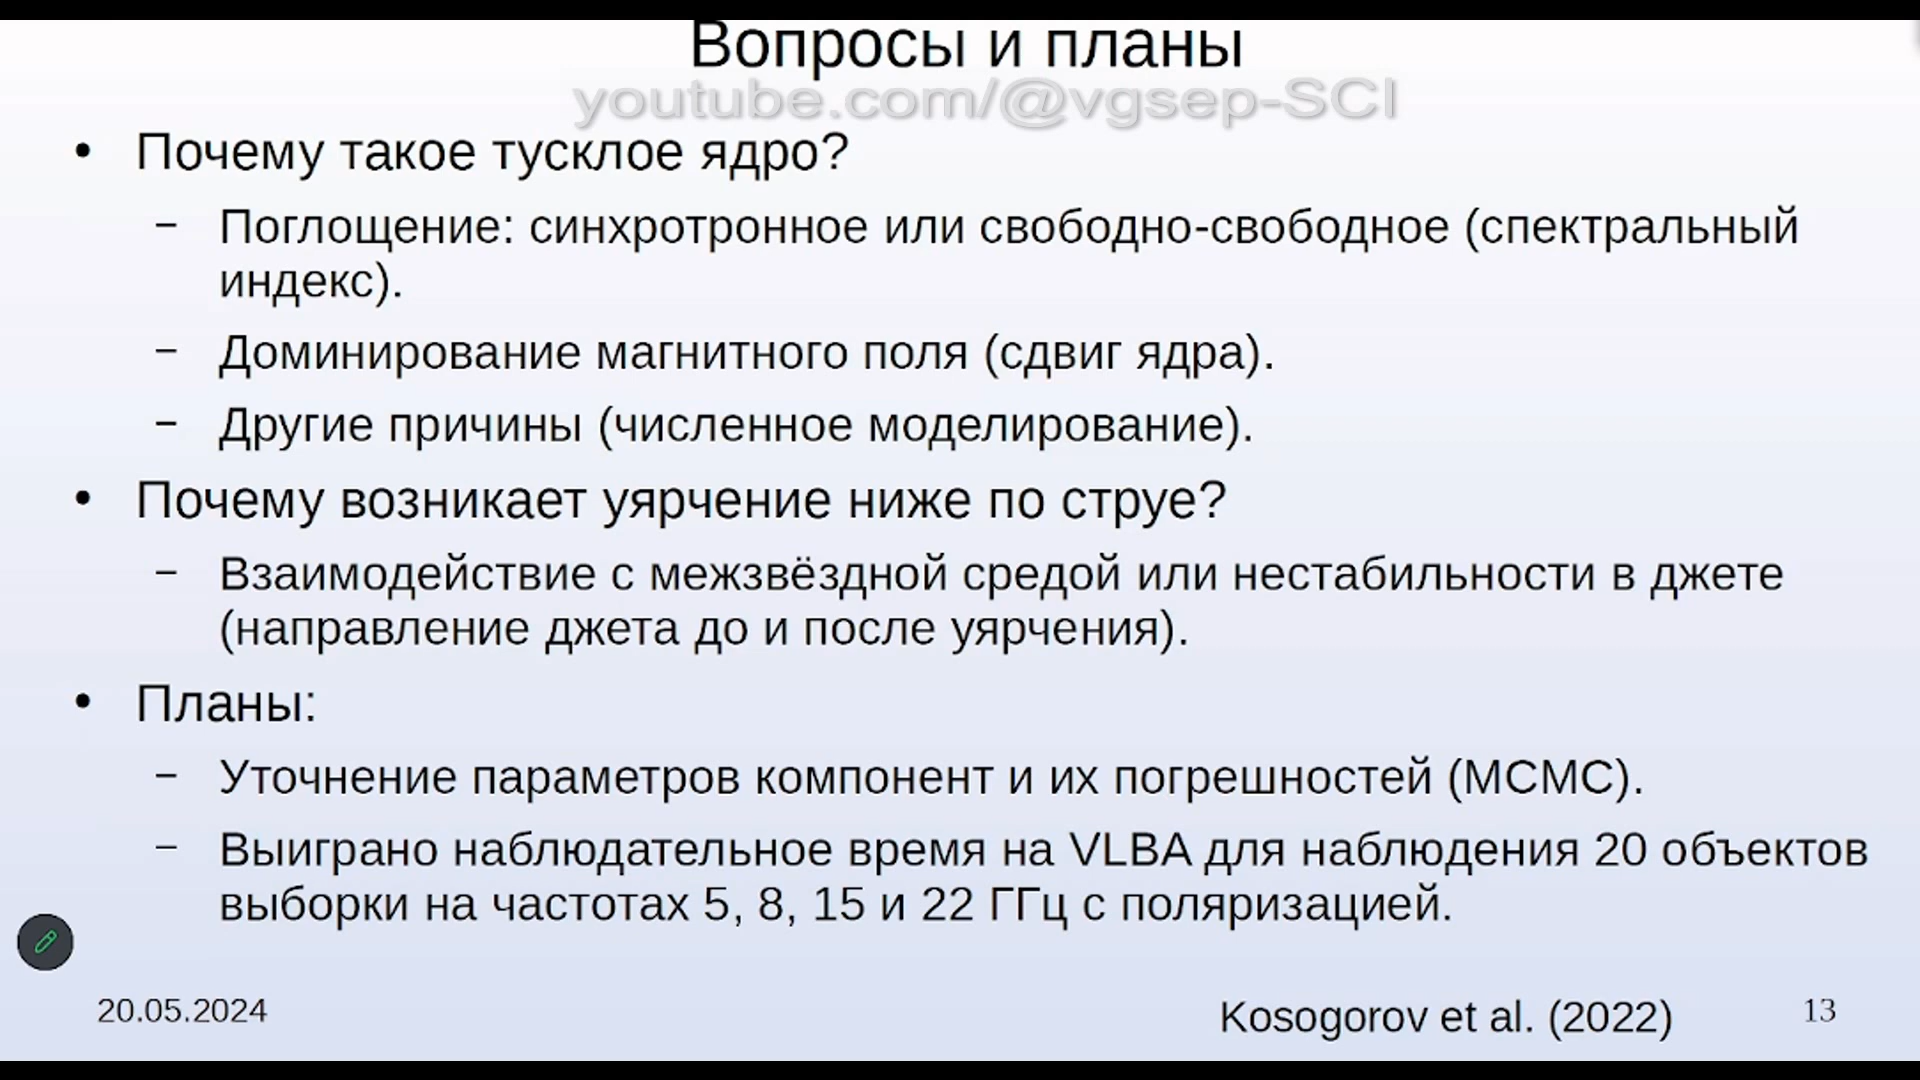 Вопросы и планы
youtube.com/@vgsep-SCI
• Почему такое тусклое ядро?
– Поглощение: синхротронное или свободно-свободное (спектральный
индекс).
– Доминирование магнитного поля (сдвиг ядра).
– Другие причины (численное моделирование).
• Почему возникает уярчение ниже по струе?
– Взаимодействие с межзвёздной средой или нестабильности в джете
(направление джета до и после уярчения).
• Планы:
– Уточнение параметров компонент и их погрешностей (MCMC).
– Выиграно наблюдательное время на VLBA для наблюдения 20 объектов
выборки на частотах 5, 8, 15 и 22 ГГц с поляризацией.
20.05.2024
Kosogorov et al. (2022)
13